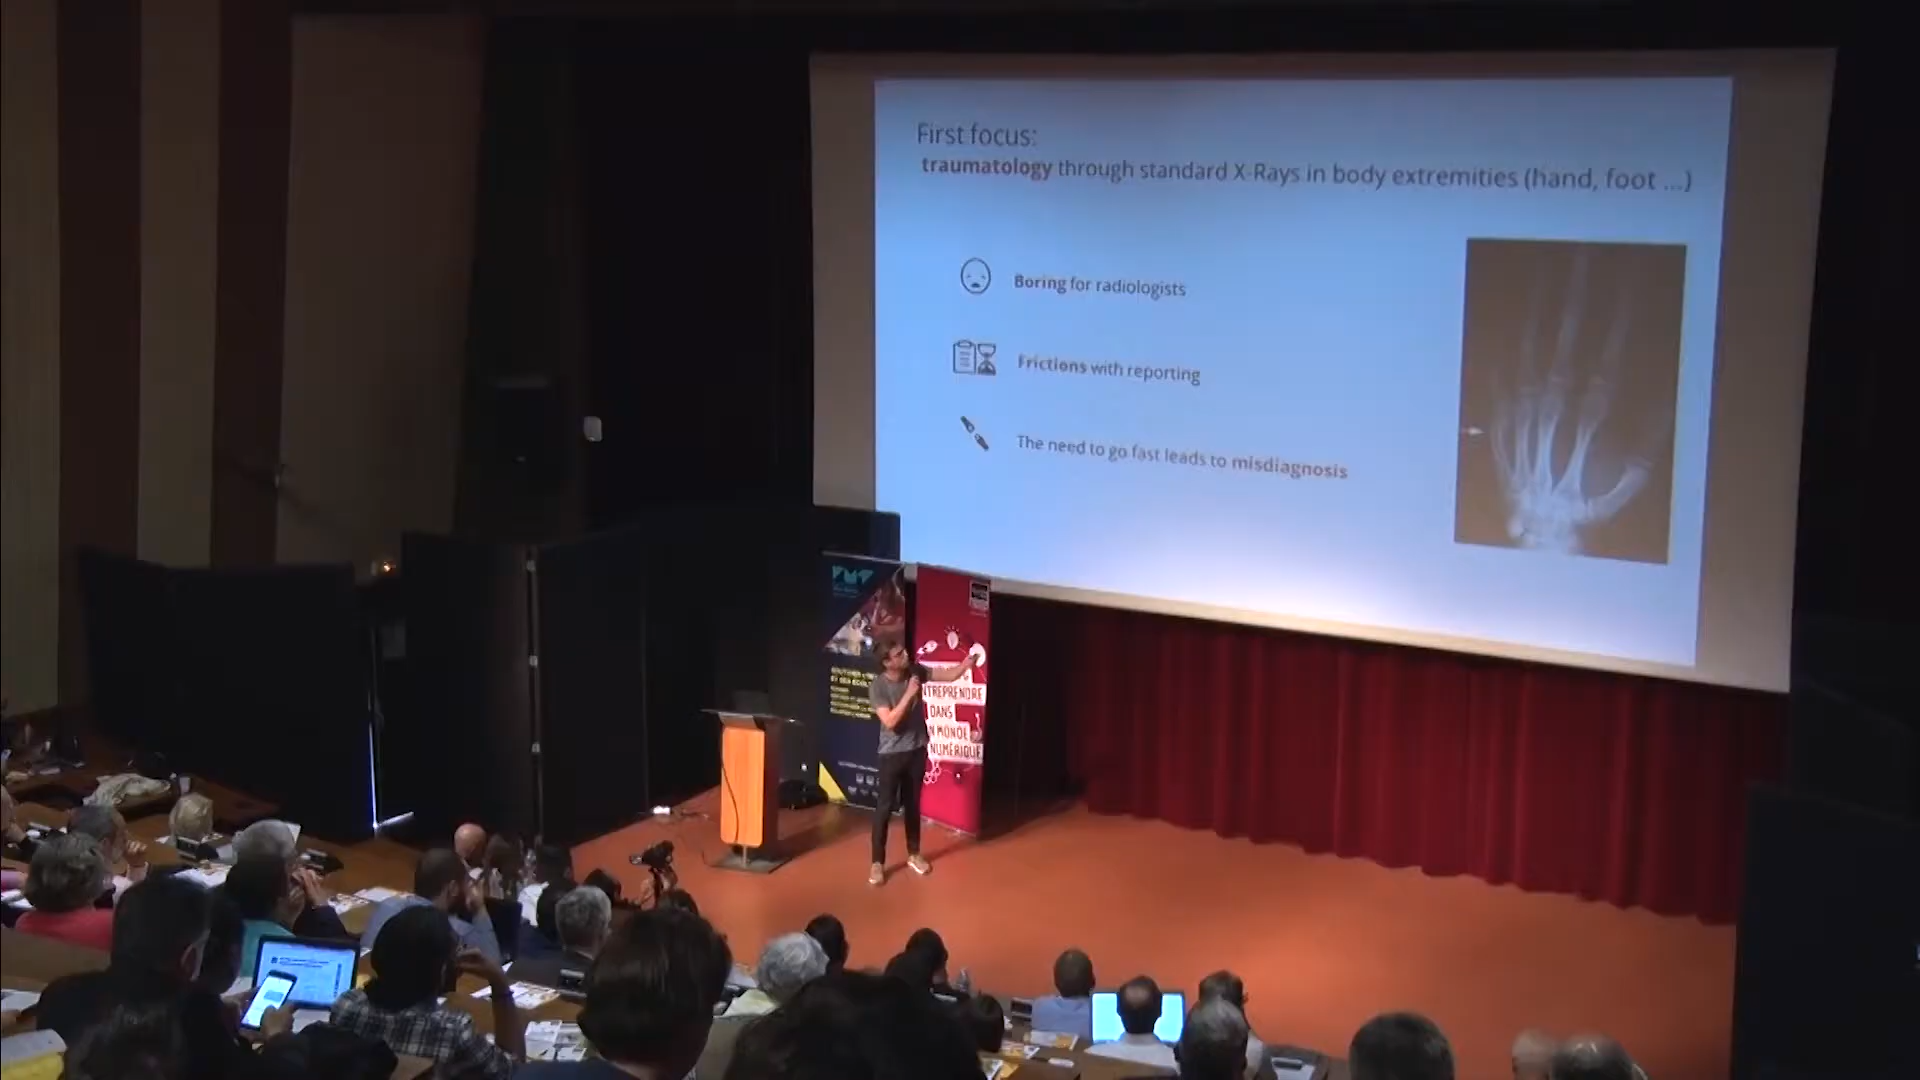 First focus:
traumatology through standard X-Rays in body extremities (hand, foot ...)
Boring for radiologists
Frictions with reporting
The need to go fast leads to misdiagnosis
DANS
MONDE
NUMÉRIQUE